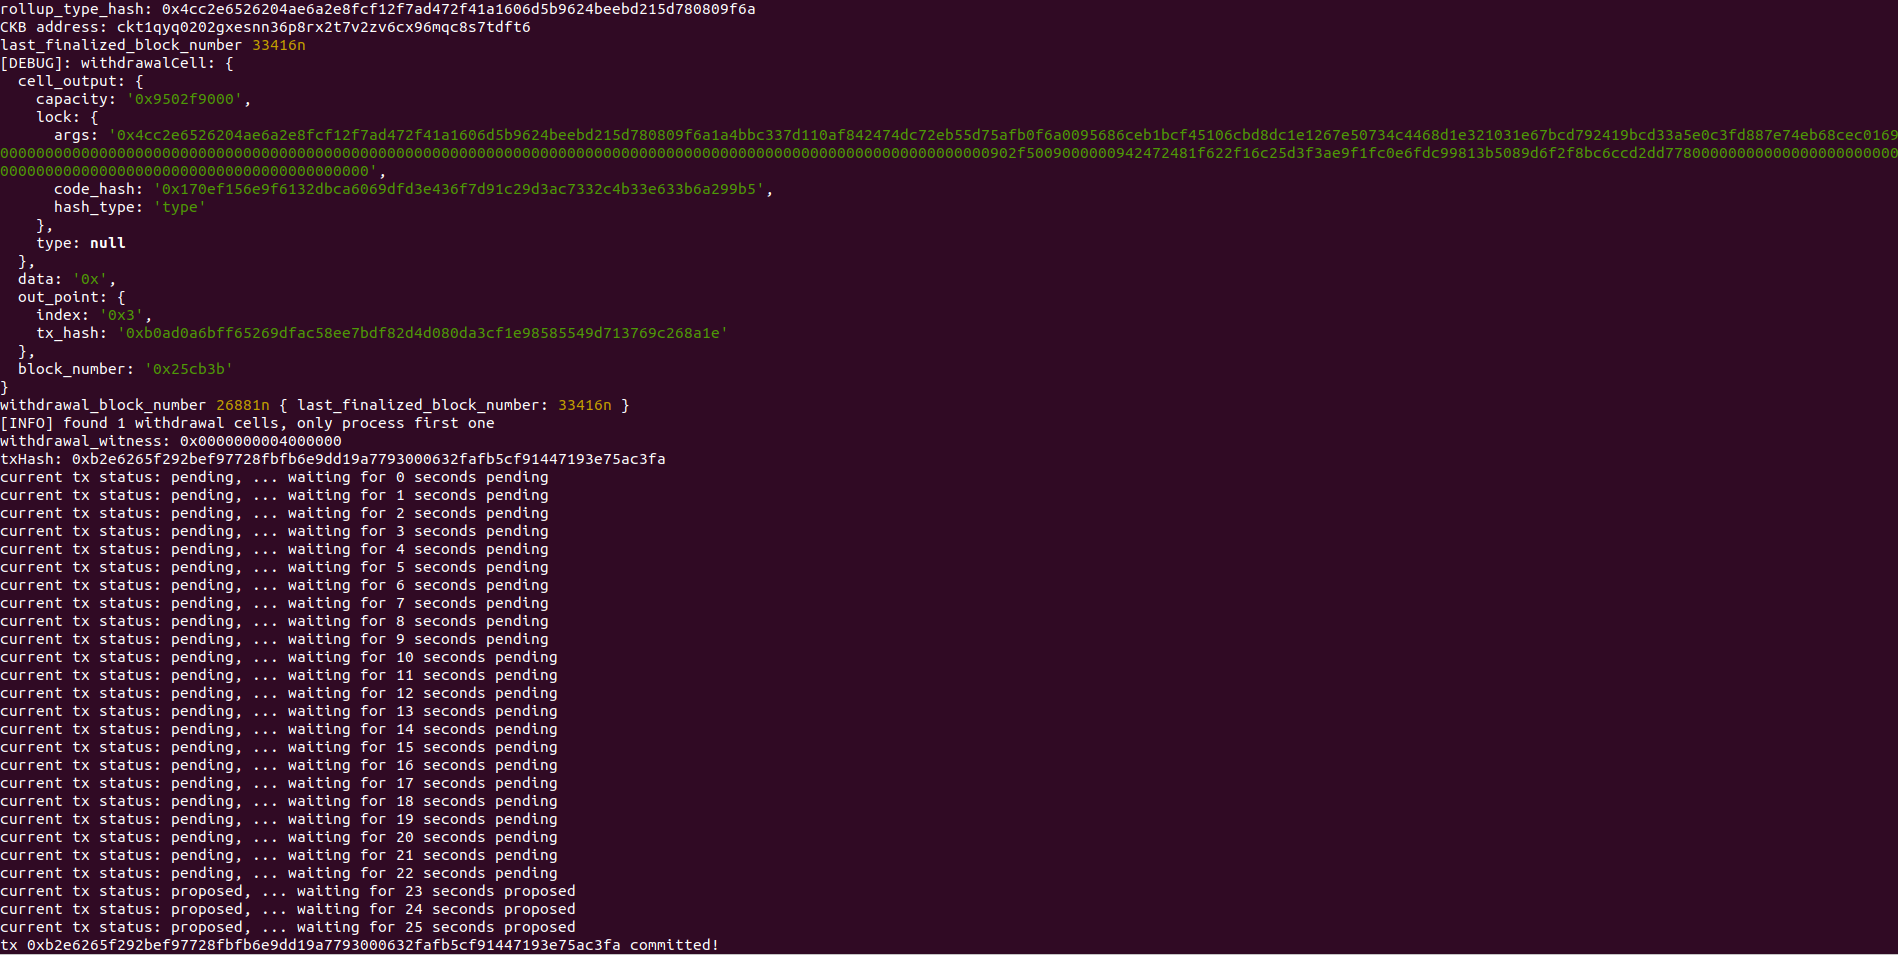 rollup_type_hash: 0x4cc2e6526204ae6a2e8fcf12f7ad472f41a1606d5b9624beebd215d780809f6a
CKB address: ckt1qyq0202gxesnn36p8rx2t7v2zv6cx96mqc8s7tdft6
last_finalized_block_number 33416n
[DEBUG]: withdrawalCell: {
  cell_output: {
    capacity: '0x9502f9000',
    lock: {
      args: '0x4cc2e6526204ae6a2e8fcf12f7ad472f41a1606d5b9624beebd215d780809f6a1a4bbc337d110af842474dc72eb55d75afb0f6a0095686ceb1bcf45106cbd8dc1e1267e50734c4468d1e321031e67bcd792419bcd33a5e0c3fd887e74eb68cec0169
00000000000000000000000000000000000000000000000000000000000000000000000000000000000000000000000000000000000000902f5009000000942472481f622f16c25d3f3ae9f1fc0e6fdc99813b5089d6f2f8bc6ccd2dd7780000000000000000000000
00000000000000000000000000000000000000000',
      code_hash: '0x170ef156e9f6132dbca6069dfd3e436f7d91c29d3ac7332c4b33e633b6a299b5',
      hash_type: 'type'
    },
    type: null
  },
  data: '0x',
  out_point: {
    index: '0x3',
    tx_hash: '0xb0ad0a6bff65269dfac58ee7bdf82d4d080da3cf1e98585549d713769c268a1e'
  },
  block_number: '0x25cb3b'
}
withdrawal_block_number 26881n { last_finalized_block_number: 33416n }
[INFO] found 1 withdrawal cells, only process first one
withdrawal_witness: 0x0000000004000000
txHash: 0xb2e6265f292bef97728fbfb6e9dd19a7793000632fafb5cf91447193e75ac3fa
current tx status: pending, ... waiting for 0 seconds pending
current tx status: pending, ... waiting for 1 seconds pending
current tx status: pending, ... waiting for 2 seconds pending
current tx status: pending, ... waiting for 3 seconds pending
current tx status: pending, ... waiting for 4 seconds pending
current tx status: pending, ... waiting for 5 seconds pending
current tx status: pending, ... waiting for 6 seconds pending
current tx status: pending, ... waiting for 7 seconds pending
current tx status: pending, ... waiting for 8 seconds pending
current tx status: pending, ... waiting for 9 seconds pending
current tx status: pending, ... waiting for 10 seconds pending
current tx status: pending, ... waiting for 11 seconds pending
current tx status: pending, ... waiting for 12 seconds pending
current tx status: pending, ... waiting for 13 seconds pending
current tx status: pending, ... waiting for 14 seconds pending
current tx status: pending, ... waiting for 15 seconds pending
current tx status: pending, ... waiting for 16 seconds pending
current tx status: pending, ... waiting for 17 seconds pending
current tx status: pending, ... waiting for 18 seconds pending
current tx status: pending, ... waiting for 19 seconds pending
current tx status: pending, ... waiting for 20 seconds pending
current tx status: pending, ... waiting for 21 seconds pending
current tx status: pending, ... waiting for 22 seconds pending
current tx status: proposed, ... waiting for 23 seconds proposed
current tx status: proposed, ... waiting for 24 seconds proposed
current tx status: proposed, ... waiting for 25 seconds proposed
tx 0xb2e6265f292bef97728fbfb6e9dd19a7793000632fafb5cf91447193e75ac3fa committed!